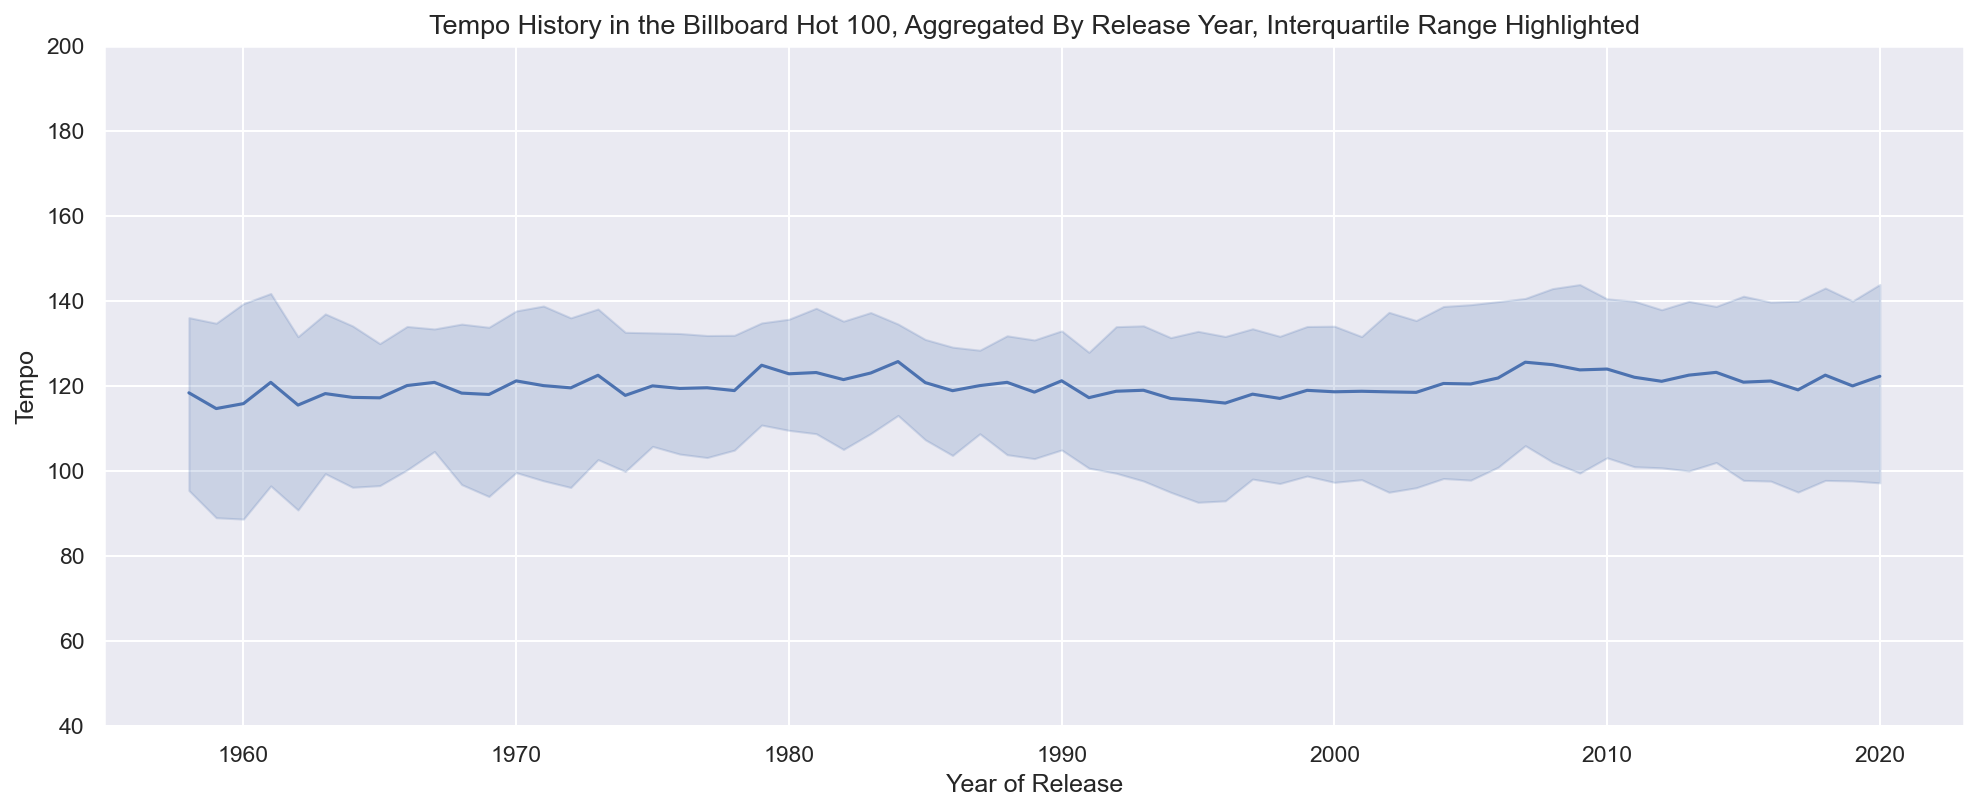 Tempo History in the Billboard Hot 100, Aggregated By Release Year, Interquartile Range Highlighted
200
180
160
140
120
100
80
60
40
Tempo
1960 1970 1980 1990 2000 2010 2020
Year of Release